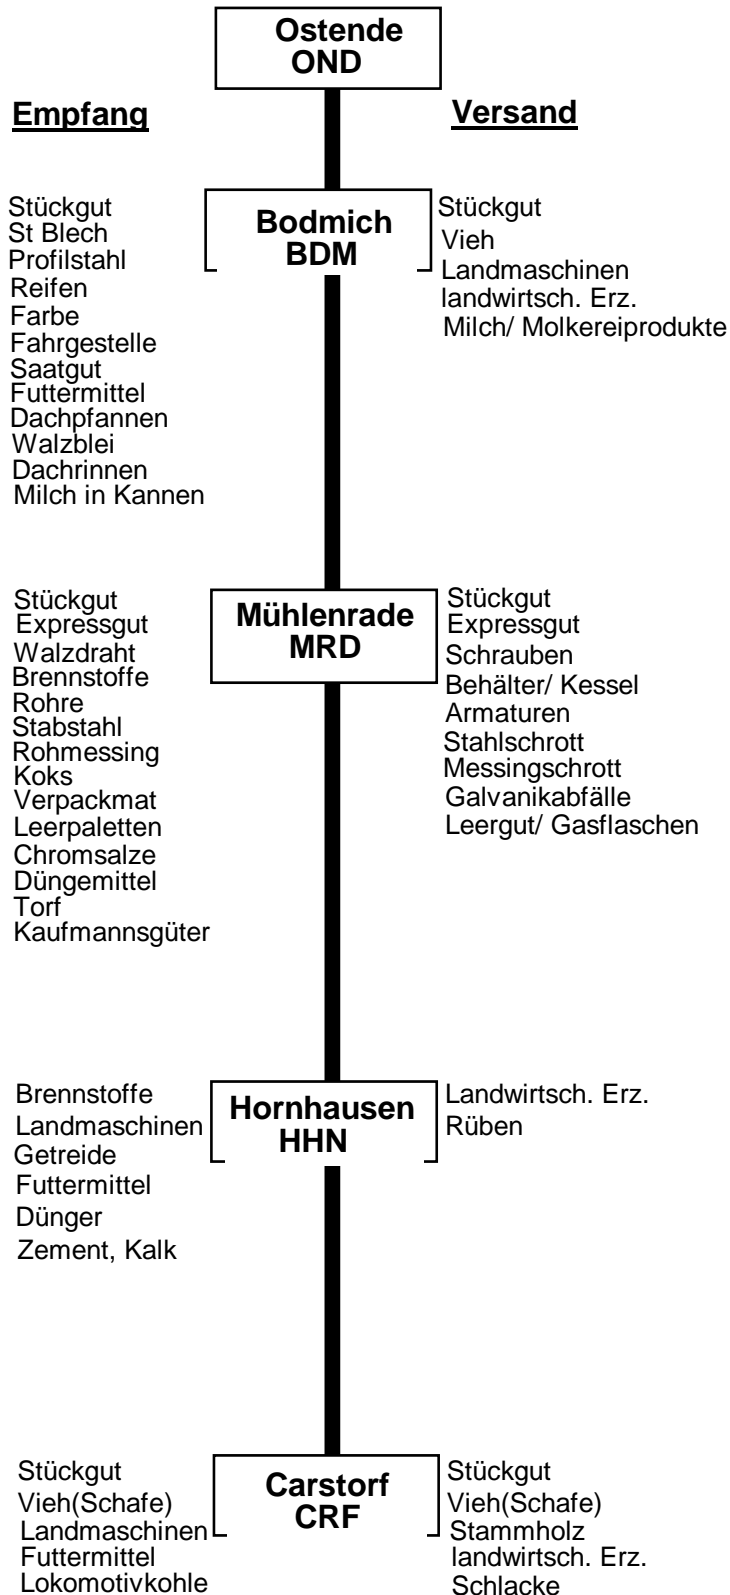 Ostende
OND
Empfang
Versand
Bodmich
BDM
Stückgut
St Blech
Profilstahl
Reifen
Farbe
Fahrgestelle
Saatgut
Futtermittel
Dachpfannen
Walzblei
Dachrinnen
Milch in Kannen
Stückgut
Vieh
Landmaschinen
landwirtsch. Erz.
Milch/ Molkereiprodukte
Mühlenrade
MRD
Stückgut
Expressgut
Walzdraht
Brennstoffe
Rohre
Stabstahl
Rohmessing
Koks
Verpackmat
Leerpaletten
Chromsalze
Düngemittel
Torf
Kaufmannsgüter
Stückgut
Expressgut
Schrauben
Behälter/ Kessel
Armaturen
Stahlschrott
Messingschrott
Galvanikabfälle
Leergut/ Gasflaschen
Hornhausen
HHN
Brennstoffe
Landmaschinen
Getreide
Futtermittel
Dünger
Zement, Kalk
Landwirtsch. Erz.
Rüben
Carstorf
CRF
Stückgut
Vieh(Schafe)
Landmaschinen
Futtermittel
Lokomotivkohle
Stückgut
Vieh(Schafe)
Stammholz
landwirtsch. Erz.
Schlacke